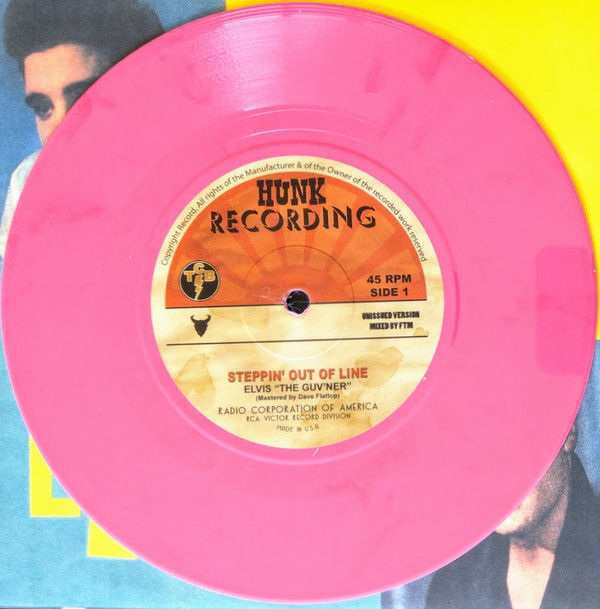 Copyright Record. All rights of the Manufacturer & of the Owner of the recorded work reserved
HUNK
RECORDING
TCB
45 RPM
SIDE 1
UNISSUED VERSION
MIXED BY FTM
STEPPIN' OUT OF LINE
ELVIS "THE GUV'NER"
(Mastered by Dave Flattop)
RADIO CORPORATION OF AMERICA
RCA VICTOR RECORD DIVISION
MADE IN U.S.A